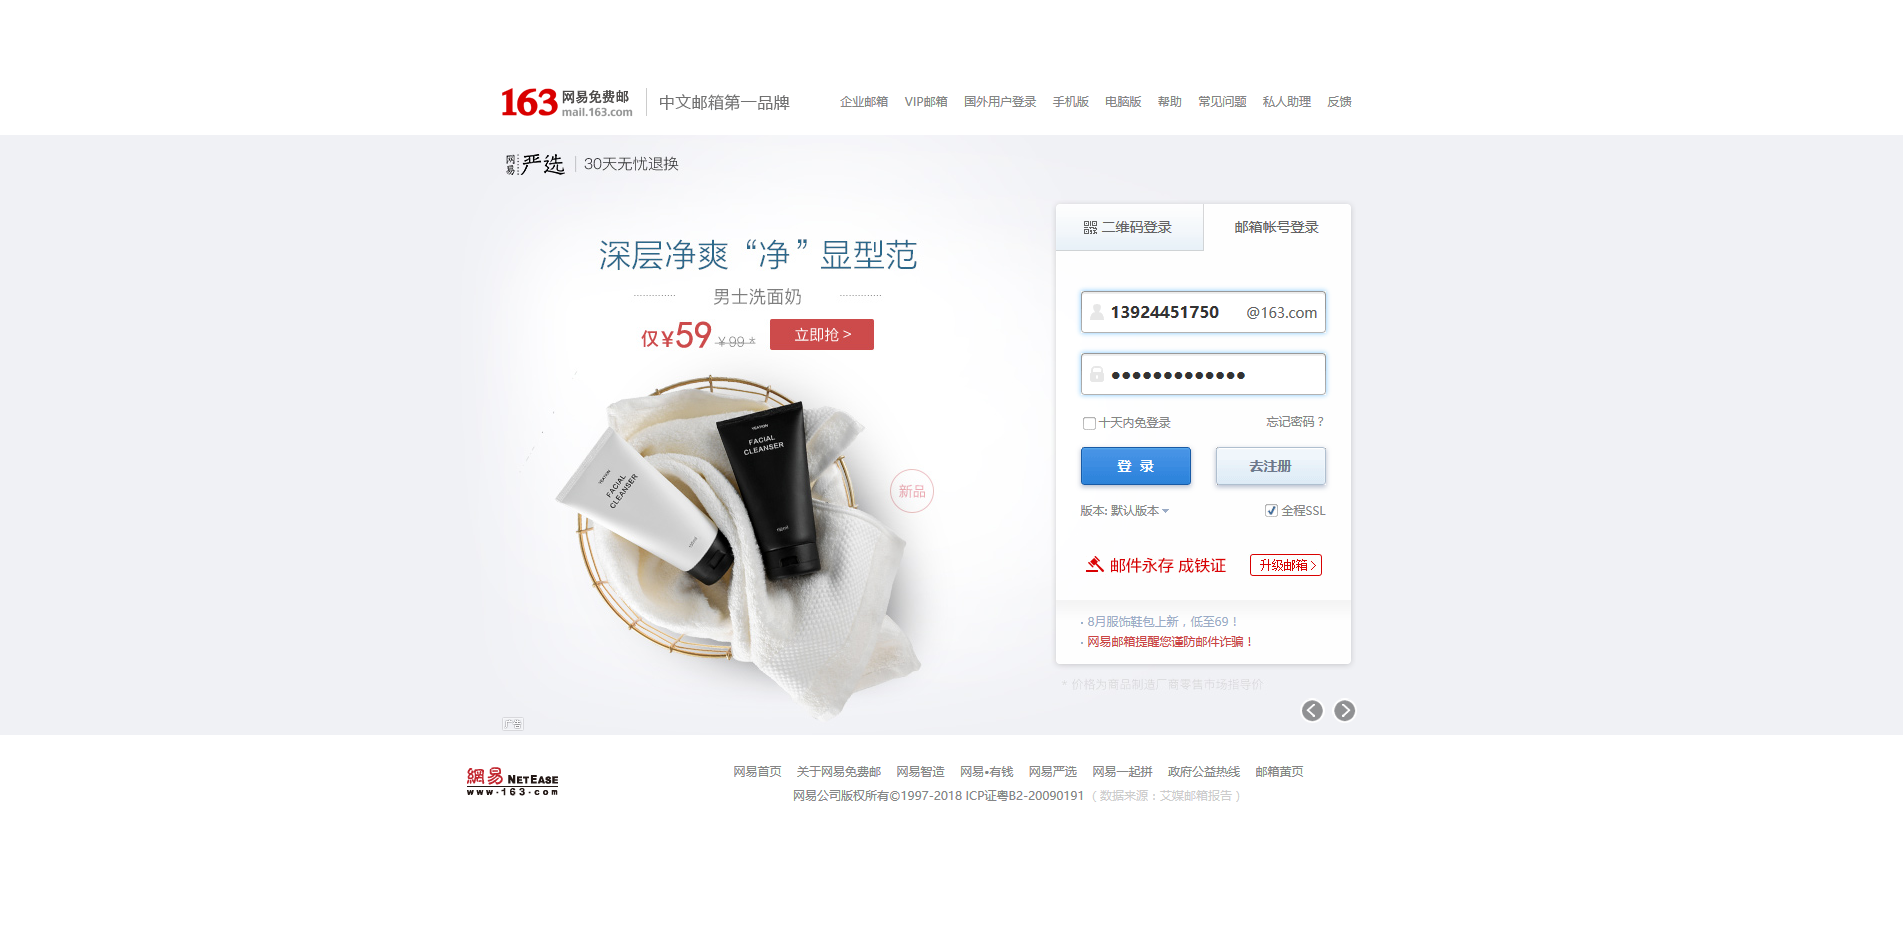 163 网易免费邮 mail.163.com 中文邮箱第一品牌
企业邮箱 VIP邮箱 国外用户登录 手机版 电脑版 帮助 常见问题 私人助理 反馈
网易严选 30天无忧退换
深层净爽“净”显型范
男士洗面奶
仅¥59 ¥99* 立即抢 >
YEATION
FACIAL
CLEANSER
YEATION
FACIAL
CLEANSER
新品
100ml
100ml
广告
二维码登录 邮箱帐号登录
13924451750 @163.com
●●●●●●●●●●●●●
十天内免登录 忘记密码？
登 录 去注册
版本: 默认版本 全程SSL
邮件永存 成铁证 升级邮箱>
· 8月服饰鞋包上新，低至69！
· 网易邮箱提醒您谨防邮件诈骗！
* 价格为商品制造厂商零售市场指导价
網易 NETEASE
www.163.com
网易首页 关于网易免费邮 网易智造 网易•有钱 网易严选 网易一起拼 政府公益热线 邮箱黄页
网易公司版权所有©1997-2018 ICP证粤B2-20090191（数据来源：艾媒邮箱报告）